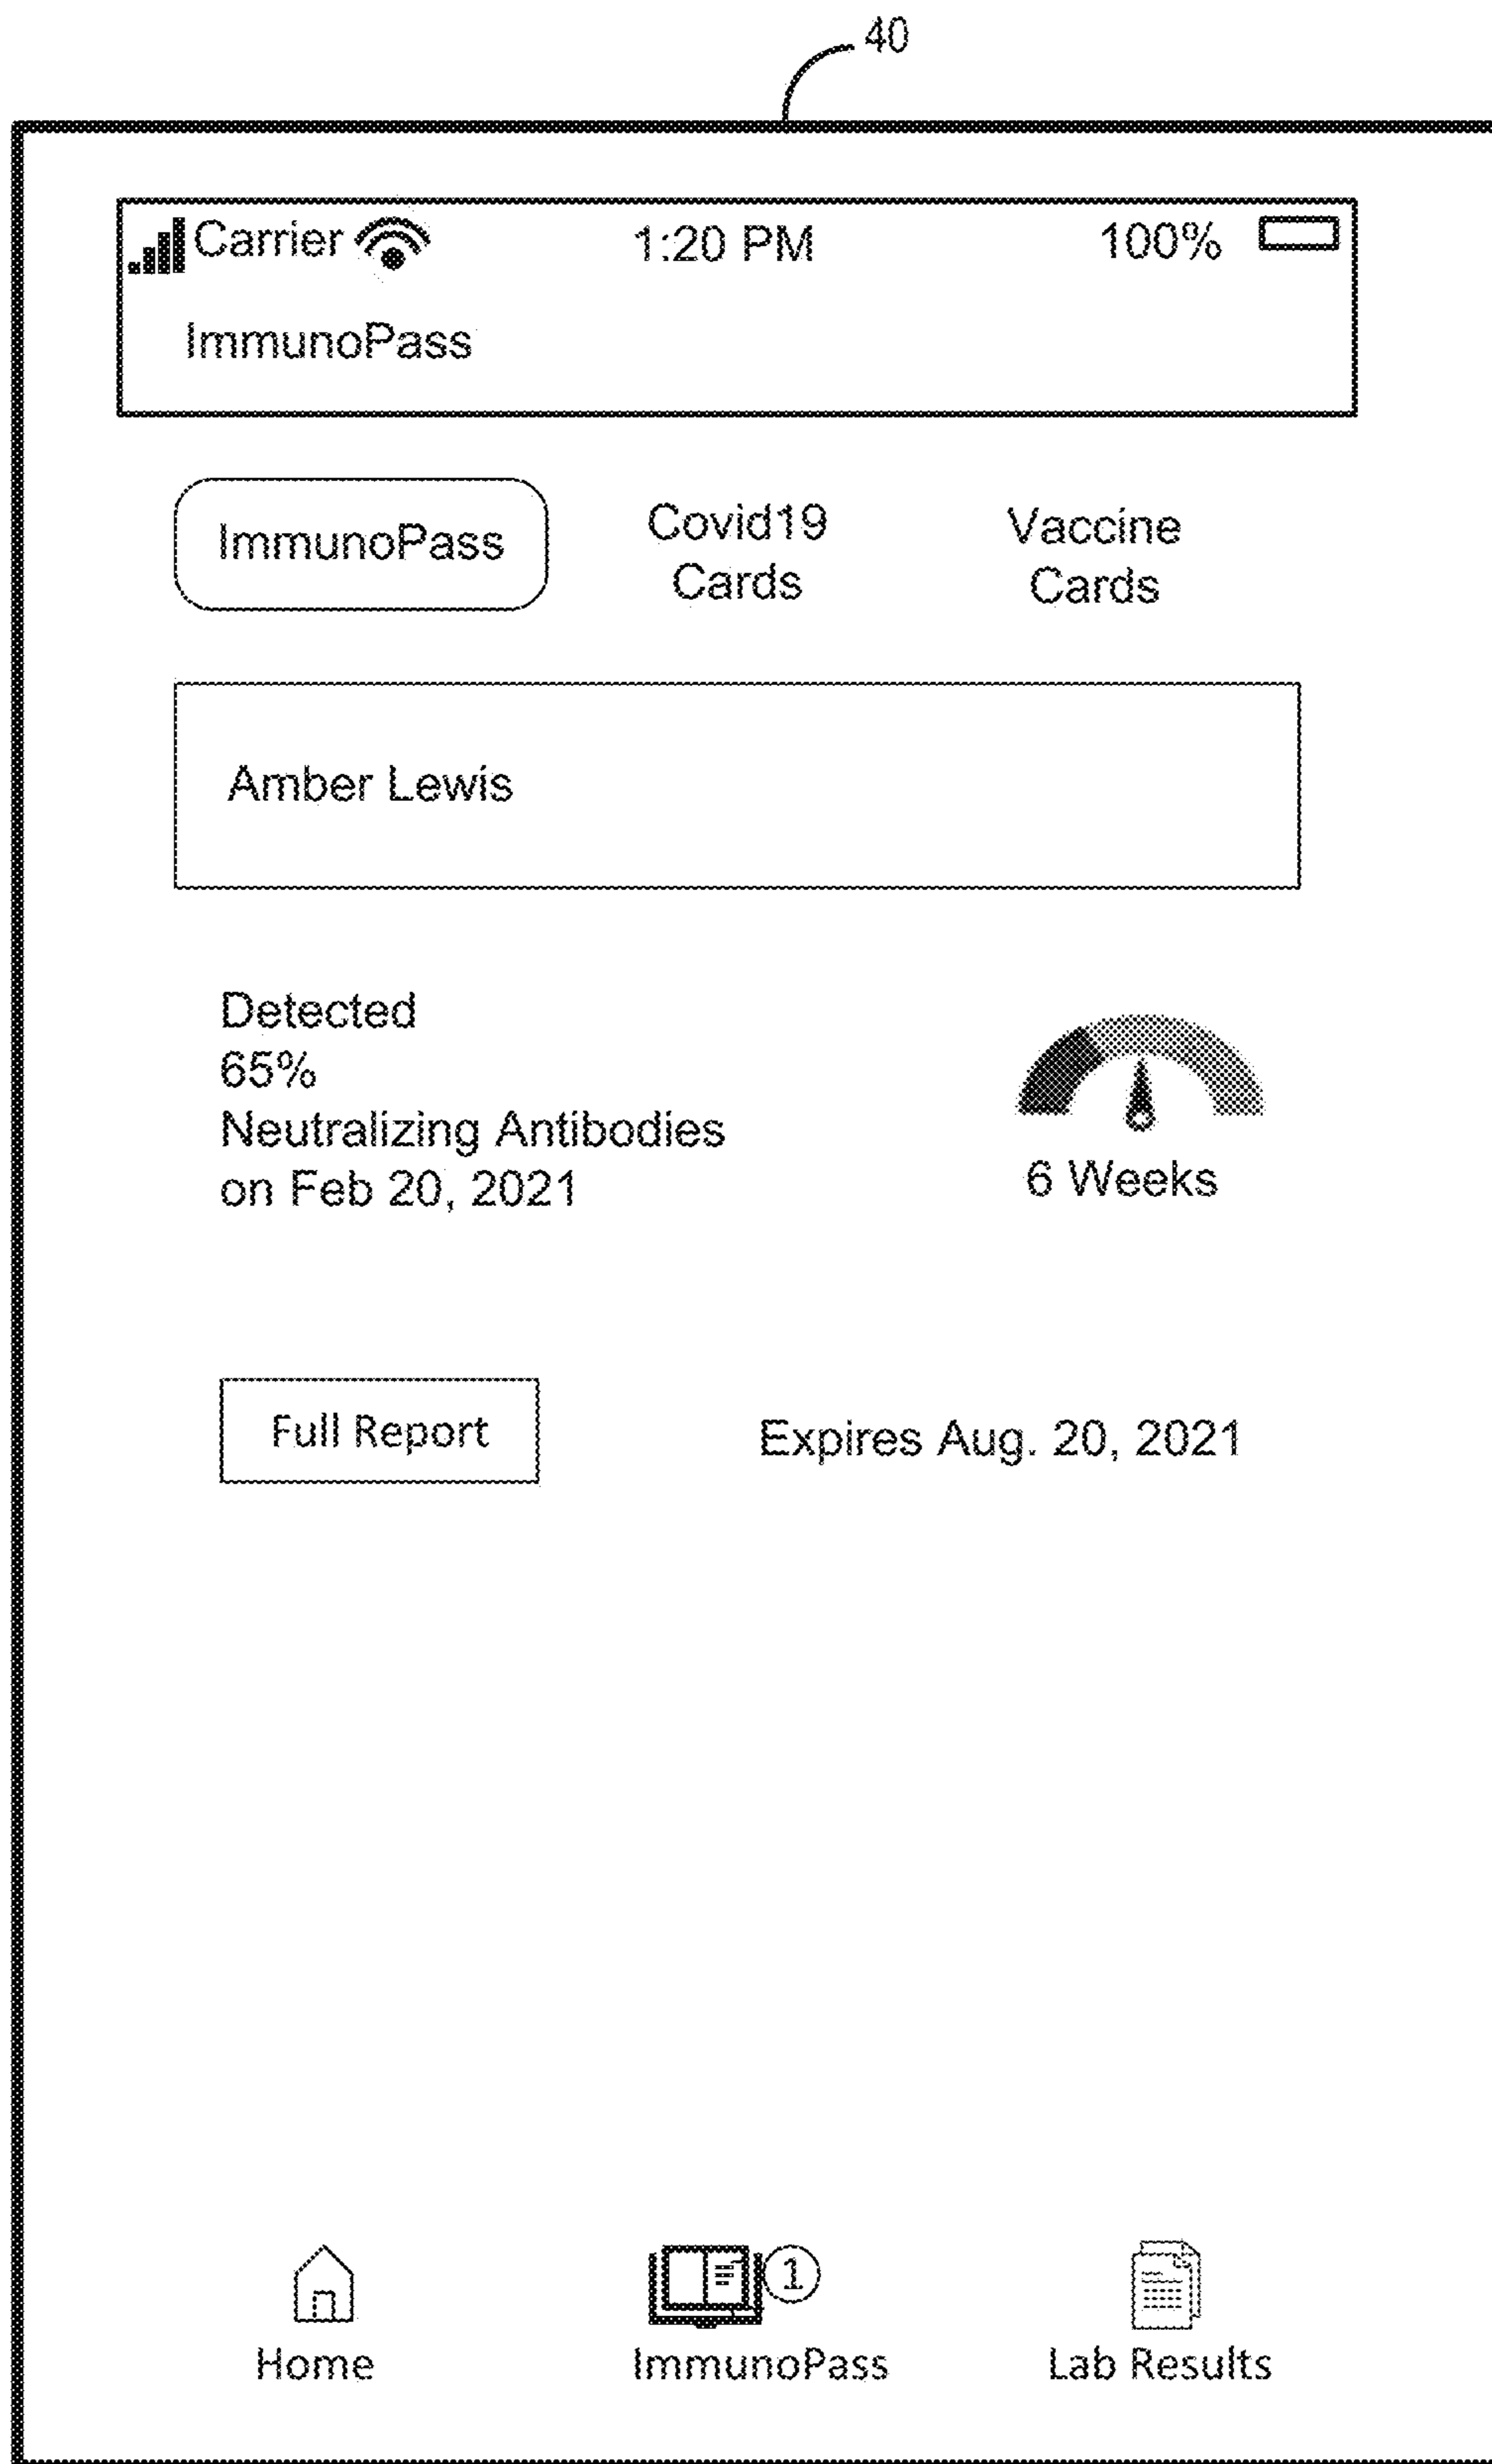 40
Carrier 1:20 PM 100%
ImmunoPass
ImmunoPass
Covid19
Cards
Vaccine
Cards
Amber Lewis
Detected
65%
Neutralizing Antibodies
on Feb 20, 2021
6 Weeks
Full Report
Expires Aug. 20, 2021
1
Home
ImmunoPass
Lab Results